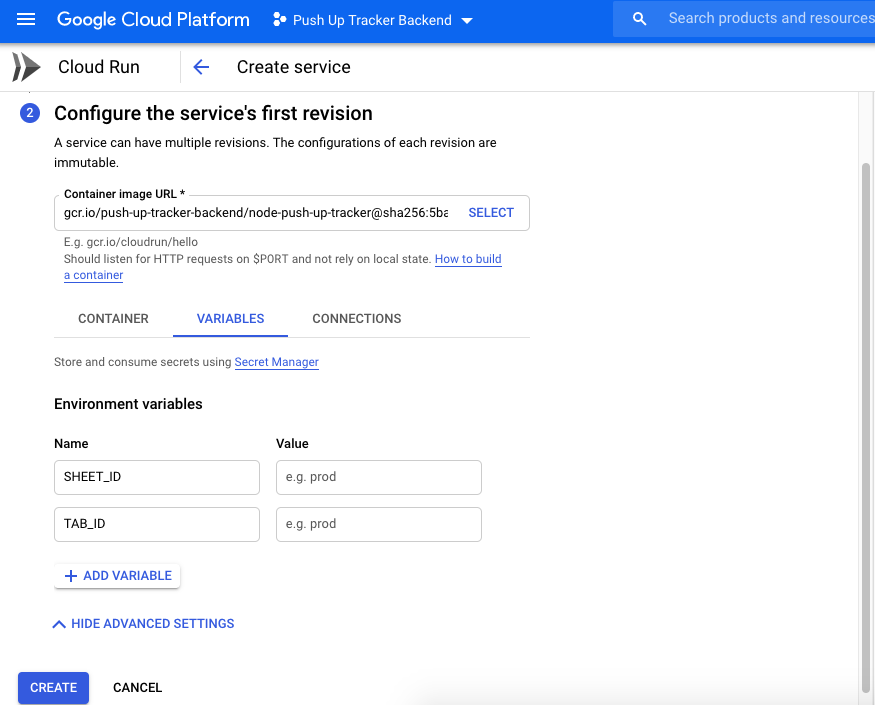 Google Cloud Platform
Push Up Tracker Backend
Search products and resources
Cloud Run
Create service
2
Configure the service's first revision
A service can have multiple revisions. The configurations of each revision are
immutable.
Container image URL *
gcr.io/push-up-tracker-backend/node-push-up-tracker@sha256:5ba
SELECT
E.g. gcr.io/cloudrun/hello
Should listen for HTTP requests on $PORT and not rely on local state. How to build
a container
CONTAINER
VARIABLES
CONNECTIONS
Store and consume secrets using Secret Manager
Environment variables
Name
Value
SHEET_ID
e.g. prod
TAB_ID
e.g. prod
ADD VARIABLE
HIDE ADVANCED SETTINGS
CREATE
CANCEL